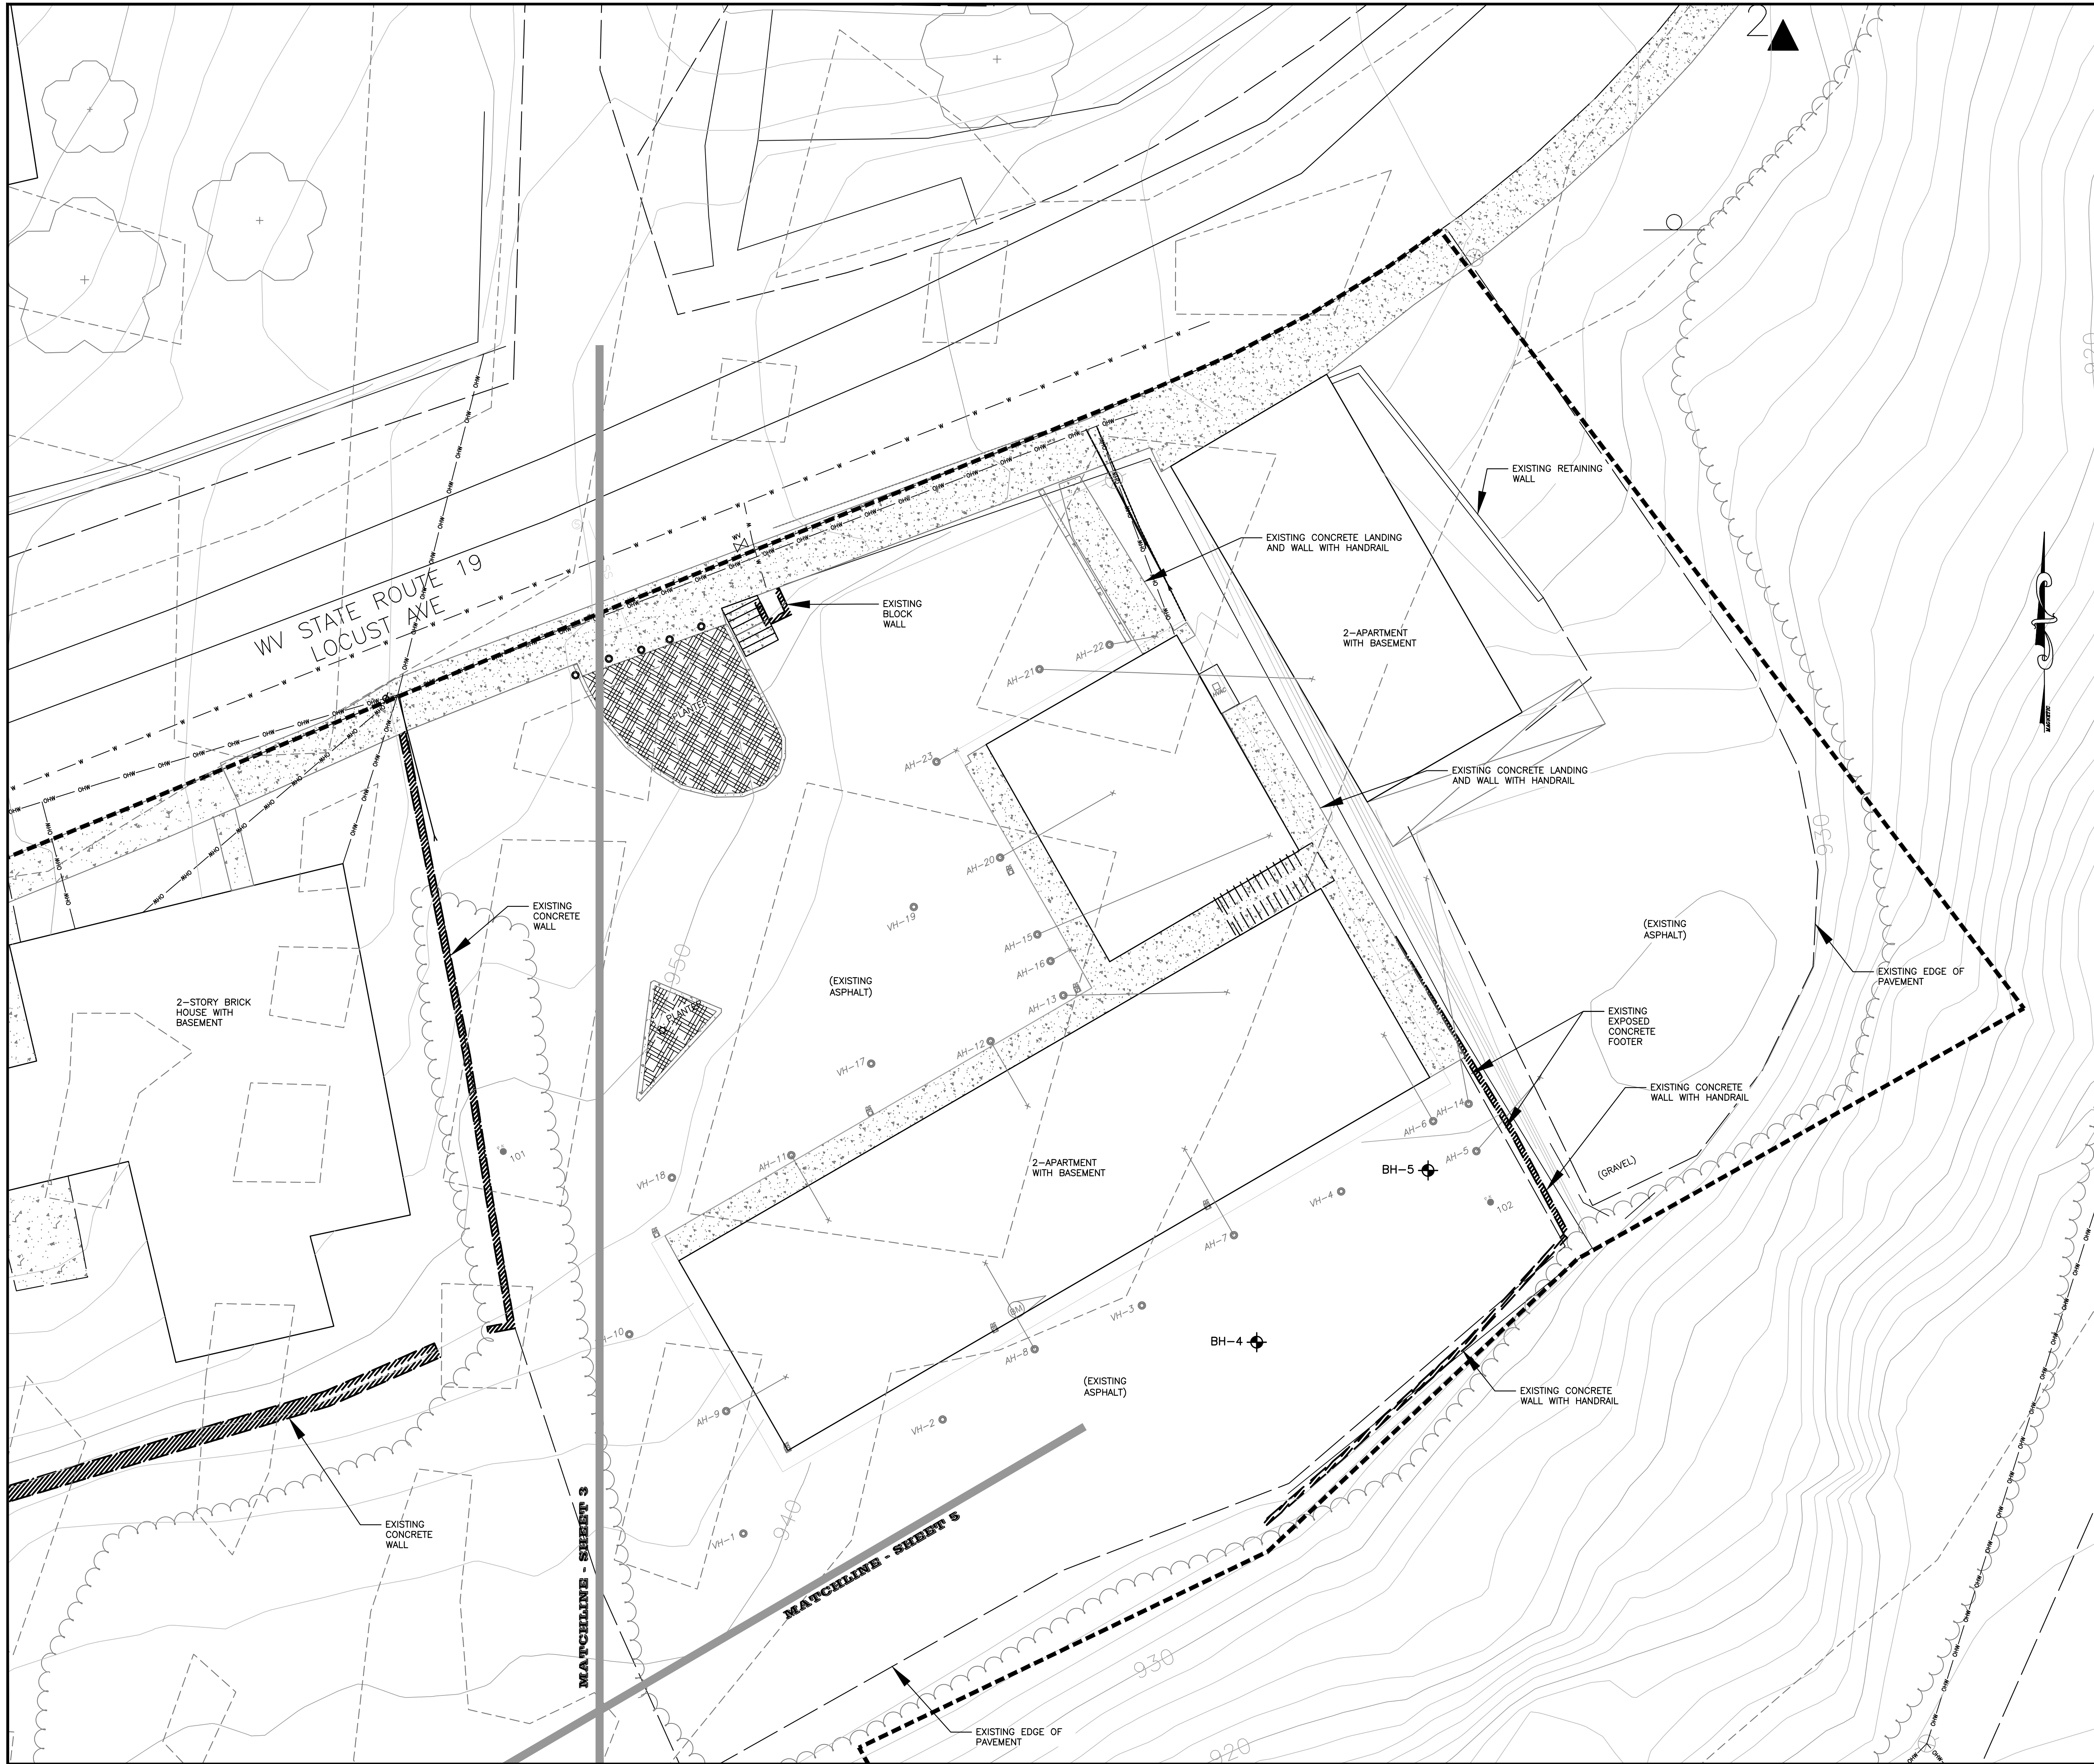 2
WV STATE ROUTE 19
LOCUST AVE
WV
EXISTING RETAINING
WALL
EXISTING CONCRETE LANDING
AND WALL WITH HANDRAIL
EXISTING
BLOCK
WALL
2-APARTMENT
WITH BASEMENT
AH-22
AH-21
HVAC
PLANTER
AH-23
EXISTING CONCRETE LANDING
AND WALL WITH HANDRAIL
930
AH-20
EXISTING
CONCRETE
WALL
VH-19
950
AH-15
AH-16
(EXISTING
ASPHALT)
(EXISTING
ASPHALT)
EXISTING EDGE OF
PAVEMENT
2-STORY BRICK
HOUSE WITH
BASEMENT
PLANTER
AH-13
EXISTING
EXPOSED
CONCRETE
FOOTER
AH-12
VH-17
EXISTING CONCRETE
WALL WITH HANDRAIL
AH-14
AH-6
AH-5
101
AH-11
2-APARTMENT
WITH BASEMENT
BH-5
(GRAVEL)
VH-18
VH-4
102
AH-7
BM
VH-3
BH-4
AH-8
(EXISTING
ASPHALT)
EXISTING CONCRETE
WALL WITH HANDRAIL
AH-9
VH-2
VH-1
940
MATCHLINE - SHEET 3
MATCHLINE - SHEET 5
EXISTING
CONCRETE
WALL
930
EXISTING EDGE OF
PAVEMENT
920
OHW
W